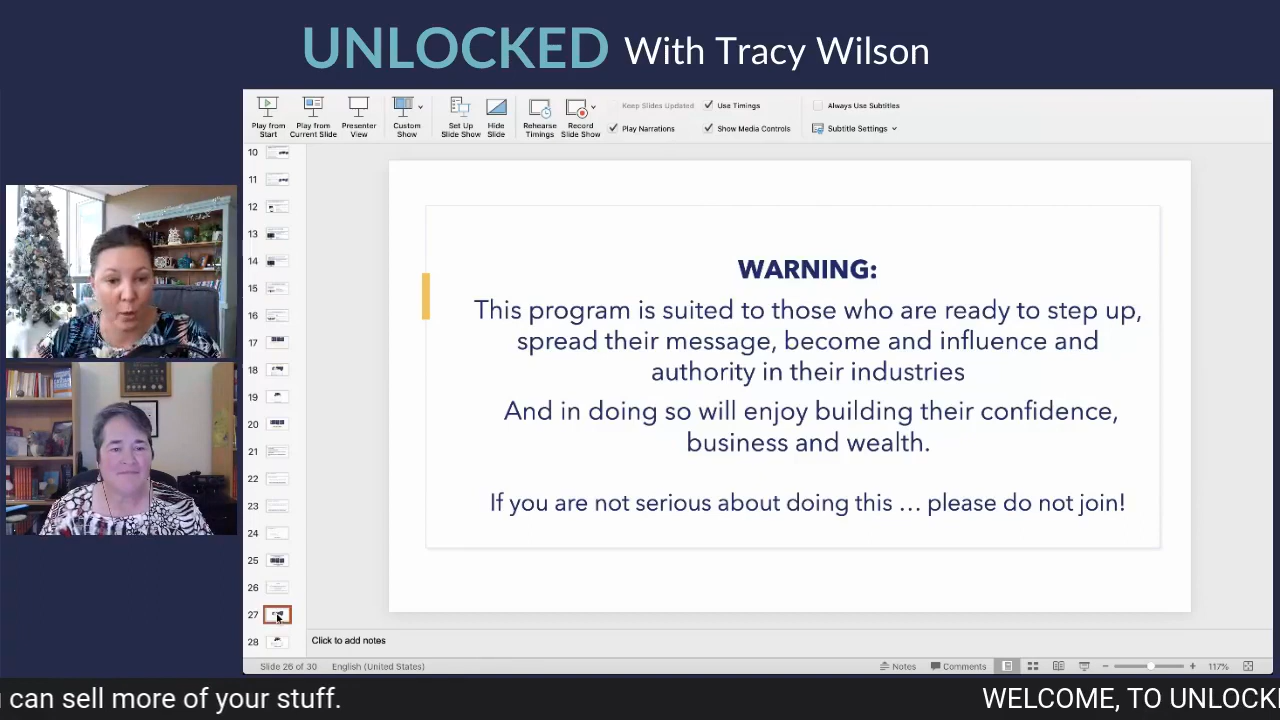 UNLOCKED With Tracy Wilson
Play from Start
Play from Current Slide
Presenter View
Custom Show
Set Up Slide Show
Hide Slide
Rehearse Timings
Record Slide Show
Keep Slides Updated
Use Timings
Always Use Subtitles
Play Narrations
Show Media Controls
Subtitle Settings
10
11
12
13
14
15
16
17
18
19
20
21
22
23
24
25
26
27
28
WARNING:
This program is suited to those who are ready to step up,
spread their message, become and influence and
authority in their industries
And in doing so will enjoy building their confidence,
business and wealth.
If you are not serious about doing this … please do not join!
Click to add notes
Slide 26 of 30 English (United States) Notes Comments 117%
can sell more of your stuff. WELCOME, TO UNLOCK